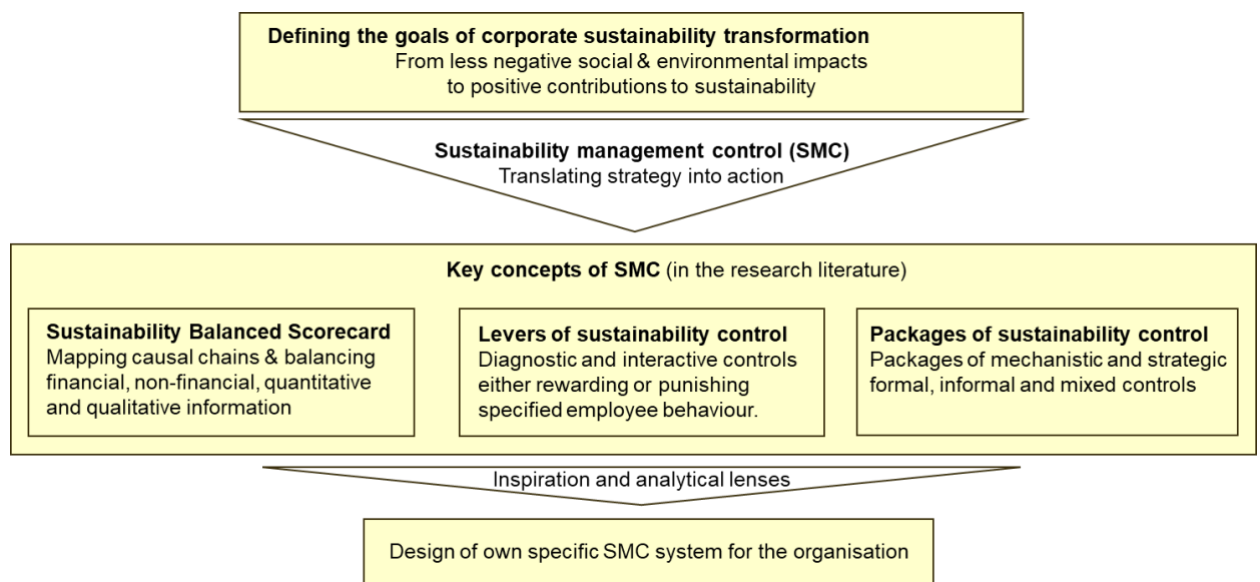 Defining the goals of corporate sustainability transformation
From less negative social & environmental impacts
to positive contributions to sustainability
Sustainability management control (SMC)
Translating strategy into action
Key concepts of SMC (in the research literature)
Sustainability Balanced Scorecard
Mapping causal chains & balancing
financial, non-financial, quantitative
and qualitative information
Levers of sustainability control
Diagnostic and interactive controls
either rewarding or punishing
specified employee behaviour.
Packages of sustainability control
Packages of mechanistic and strategic
formal, informal and mixed controls
Inspiration and analytical lenses
Design of own specific SMC system for the organisation